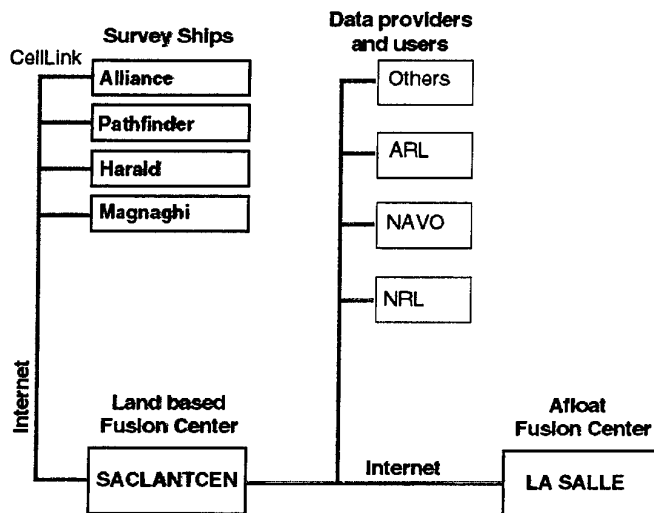 Survey Ships
CellLink
Alliance
Pathfinder
Harald
Magnaghi
Data providers
and users
Others
ARL
NAVO
NRL
Internet
Land based
Fusion Center
SACLANTCEN
Internet
Afloat
Fusion Center
LA SALLE